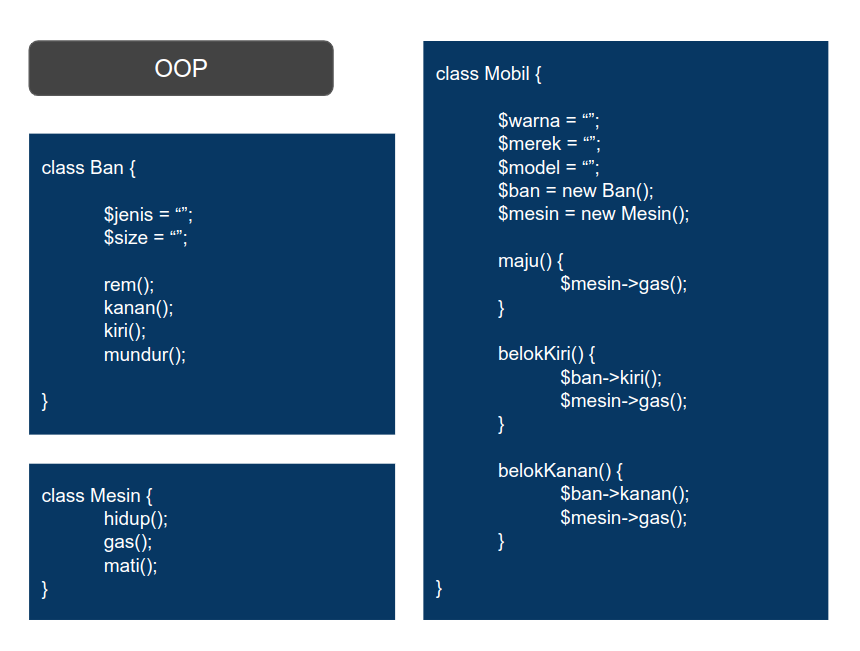 OOP
class Ban {
$jenis = “”;
$size = “”;
rem();
kanan();
kiri();
mundur();
}
class Mesin {
hidup();
gas();
mati();
}
class Mobil {
$warna = “”;
$merek = “”;
$model = “”;
$ban = new Ban();
$mesin = new Mesin();
maju() {
$mesin->gas();
}
belokKiri() {
$ban->kiri();
$mesin->gas();
}
belokKanan() {
$ban->kanan();
$mesin->gas();
}
}